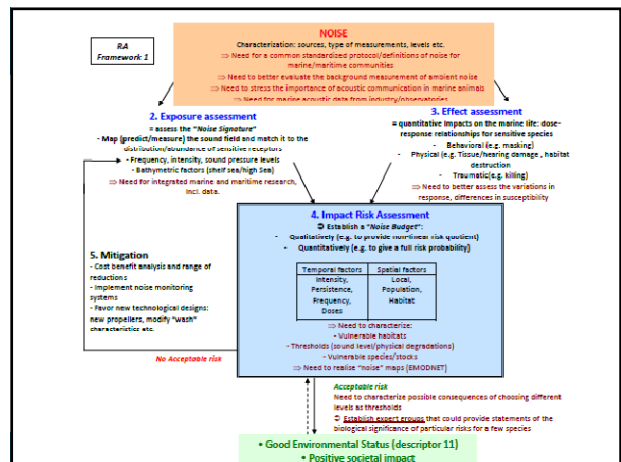 RA
Framework 1
NOISE
Characterization: sources, type of measurements, levels etc.
⇒ Need for a common standardized protocol/definitions of noise for
marine/maritime communities
⇒ Need to better evaluate the background measurement of ambient noise
⇒ Need to stress the importance of acoustic communication in marine animals
⇒ Need for marine acoustic data from industry/observatories
2. Exposure assessment
= assess the "Noise Signature"
- Map (predict/measure) the sound field and match it to the
distribution/abundance of sensitive receptors
• Frequency, intensity, sound pressure levels
- Bathymetric factors (shelf sea/high Sea)
⇒ Need for integrated marine and maritime research,
incl. data.
3. Effect assessment
= quantitative impacts on the marine life: dose-
response relationships for sensitive species
- Behavioral (e.g. masking)
- Physical (e.g. Tissue/hearing damage, habitat
destruction
- Traumatic(e.g. killing)
⇒ Need to better assess the variations in
response, differences in susceptibility
4. Impact Risk Assessment
➲ Establish a "Noise Budget":
- Qualitatively (e.g. to provide non-linear risk quotient)
• Quantitatively (e.g. to give a full risk probability)
Temporal factors Spatial factors
Intensity, Local,
Persistence, Population,
Frequency, Habitat
Doses
⇒ Need to characterize:
- Vulnerable habitats
- Thresholds (sound level/physical degradations)
- Vulnerable species/stocks
⇒ Need to realise "noise" maps (EMODNET)
5. Mitigation
- Cost benefit analysis and range of
reductions
- Implement noise monitoring
systems
- Favor new technological designs:
new propellers, modify "wash"
characteristics etc.
No Acceptable risk
Acceptable risk
Need to characterize possible consequences of choosing different
levels as thresholds
➲ Establish expert groups that could provide statements of the
biological significance of particular risks for a few species
• Good Environmental Status (descriptor 11)
• Positive societal impact